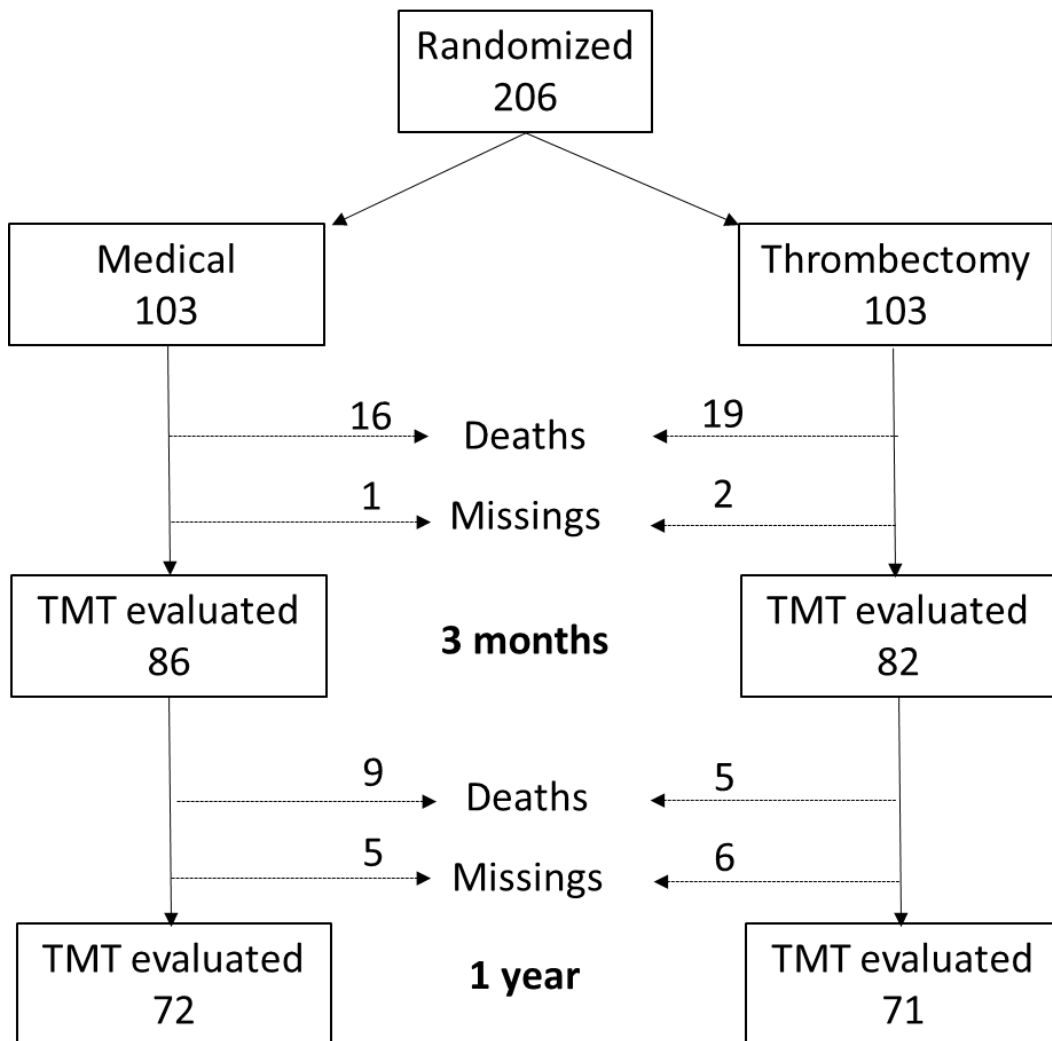 Randomized
206
Medical
103
Thrombectomy
103
16
Deaths
19
1
Missings
2
TMT evaluated
86
3 months
TMT evaluated
82
9
Deaths
5
5
Missings
6
TMT evaluated
72
1 year
TMT evaluated
71